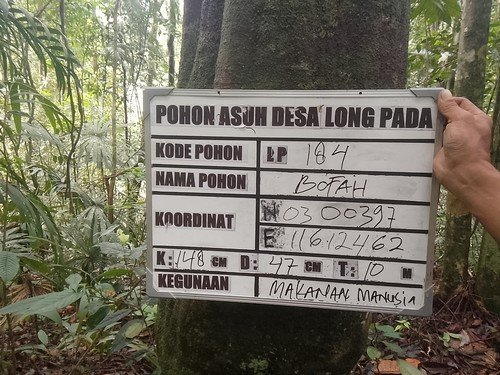 POHON ASUH DESA LONG PADA
KODE POHON LP 184
NAMA POHON BOFAH
KOORDINAT N 03 00397
E 116.12462
K: 148 CM D: 47 CM T: 10 M
KEGUNAAN MAKANAN MANUSIA